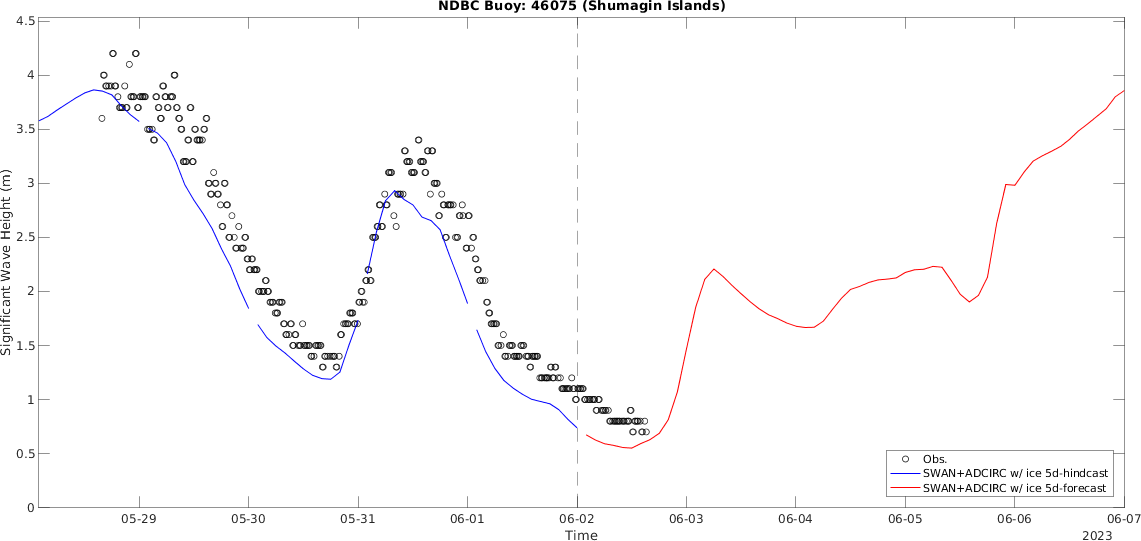 NDBC Buoy: 46075 (Shumagin Islands)
4.5
4
3.5
3
2.5
2
1.5
1
0.5
0
Significant Wave Height (m)
Obs.
SWAN+ADCIRC w/ ice 5d-hindcast
SWAN+ADCIRC w/ ice 5d-forecast
05-29 05-30 05-31 06-01 06-02 06-03 06-04 06-05 06-06 06-07
Time
2023